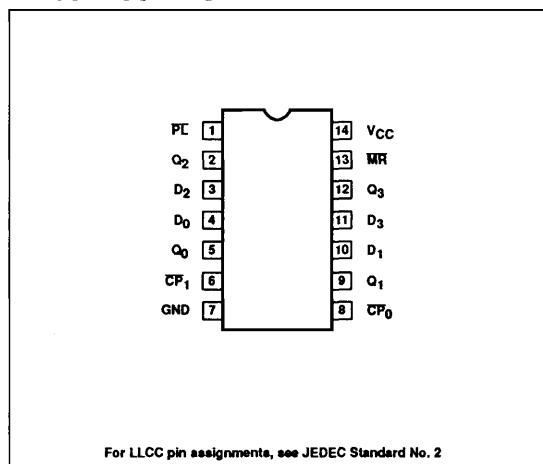 PL 1 14 VCC
Q2 2 13 MR
D2 3 12 Q3
D0 4 11 D3
Q0 5 10 D1
CP1 6 9 Q1
GND 7 8 CP0
For LLCC pin assignments, see JEDEC Standard No. 2